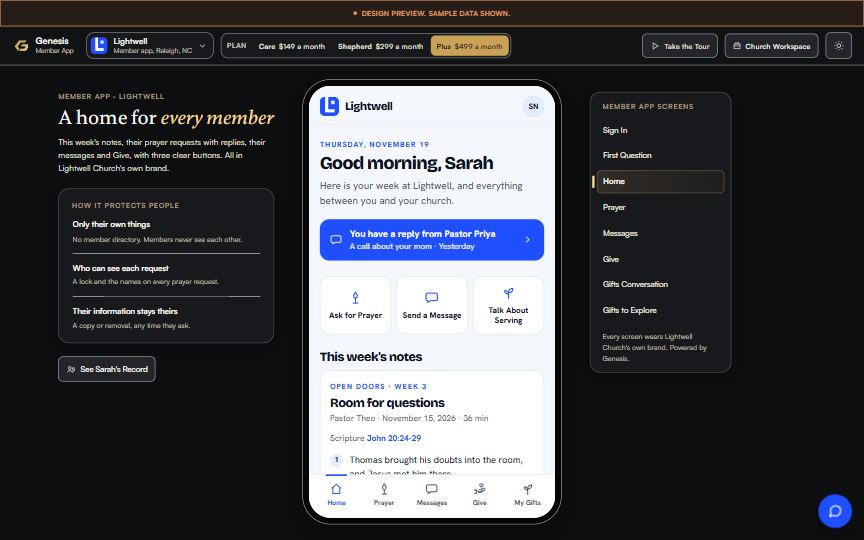 DESIGN PREVIEW. SAMPLE DATA SHOWN.
Genesis
Member App
Lightwell
Member app, Raleigh, NC
PLAN
Care $149 a month
Shepherd $299 a month
Plus $499 a month
Take the Tour
Church Workspace
MEMBER APP · LIGHTWELL
A home for every member
This week's notes, their prayer requests with replies, their
messages and Give, with three clear buttons. All in
Lightwell Church's own brand.
HOW IT PROTECTS PEOPLE
Only their own things
No member directory. Members never see each other.
Who can see each request
A lock and the names on every prayer request.
Their information stays theirs
A copy or removal, any time they ask.
See Sarah's Record
Lightwell
SN
THURSDAY, NOVEMBER 19
Good morning, Sarah
Here is your week at Lightwell, and everything
between you and your church.
You have a reply from Pastor Priya
A call about your mom · Yesterday
Ask for Prayer
Send a Message
Talk About
Serving
This week's notes
OPEN DOORS · WEEK 3
Room for questions
Pastor Theo · November 15, 2026 · 36 min
Scripture John 20:24-29
1 Thomas brought his doubts into the room,
and Jesus met him there.
Home
Prayer
Messages
Give
My Gifts
MEMBER APP SCREENS
Sign In
First Question
Home
Prayer
Messages
Give
Gifts Conversation
Gifts to Explore
Every screen wears Lightwell
Church's own brand. Powered by
Genesis.